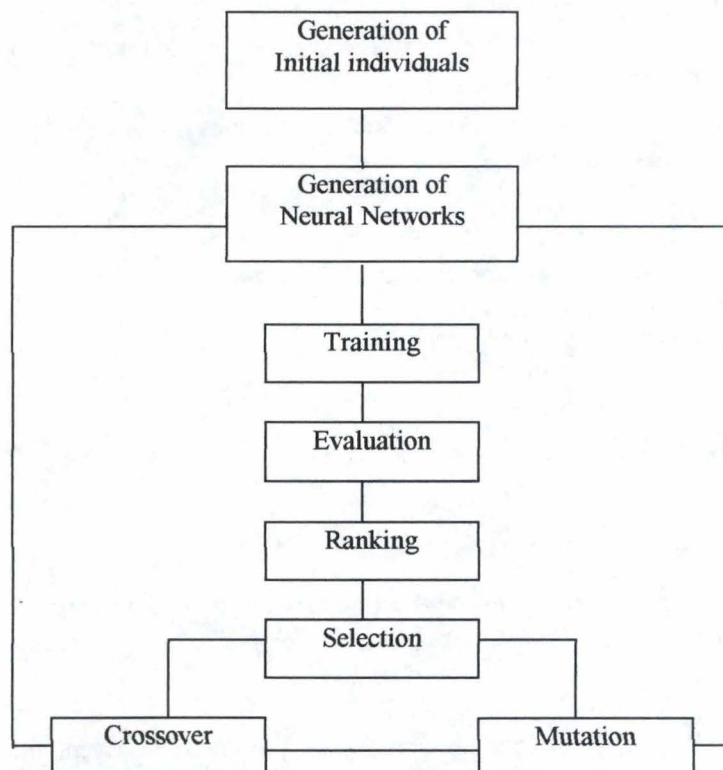 Generation of
Initial individuals
Generation of
Neural Networks
Training
Evaluation
Ranking
Selection
Crossover
Mutation